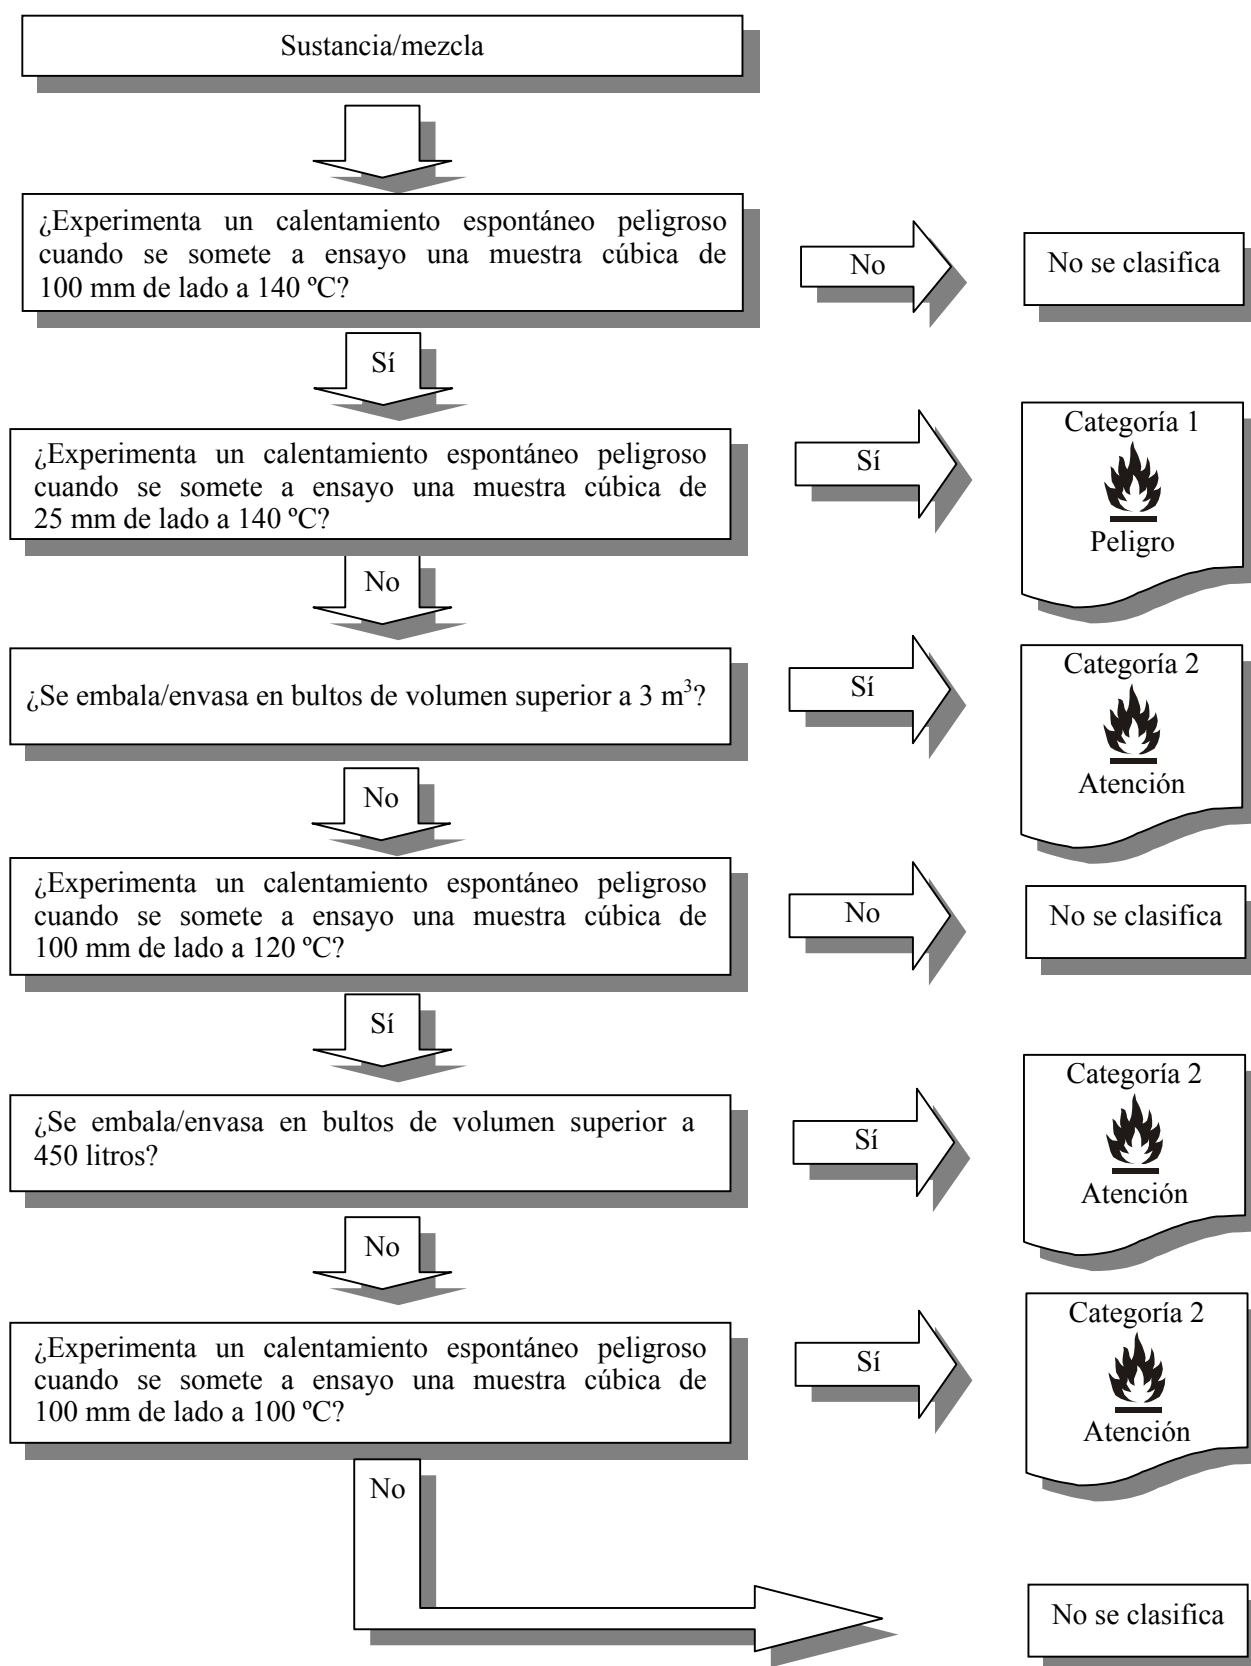 Sustancia/mezcla
¿Experimenta un calentamiento espontáneo peligroso
cuando se somete a ensayo una muestra cúbica de
100 mm de lado a 140 ºC?
No
No se clasifica
Sí
¿Experimenta un calentamiento espontáneo peligroso
cuando se somete a ensayo una muestra cúbica de
25 mm de lado a 140 ºC?
Sí
Categoría 1
Peligro
No
¿Se embala/envasa en bultos de volumen superior a 3 m³?
Sí
Categoría 2
Atención
No
¿Experimenta un calentamiento espontáneo peligroso
cuando se somete a ensayo una muestra cúbica de
100 mm de lado a 120 ºC?
No
No se clasifica
Sí
¿Se embala/envasa en bultos de volumen superior a
450 litros?
Sí
Categoría 2
Atención
No
¿Experimenta un calentamiento espontáneo peligroso
cuando se somete a ensayo una muestra cúbica de
100 mm de lado a 100 ºC?
Sí
Categoría 2
Atención
No
No se clasifica